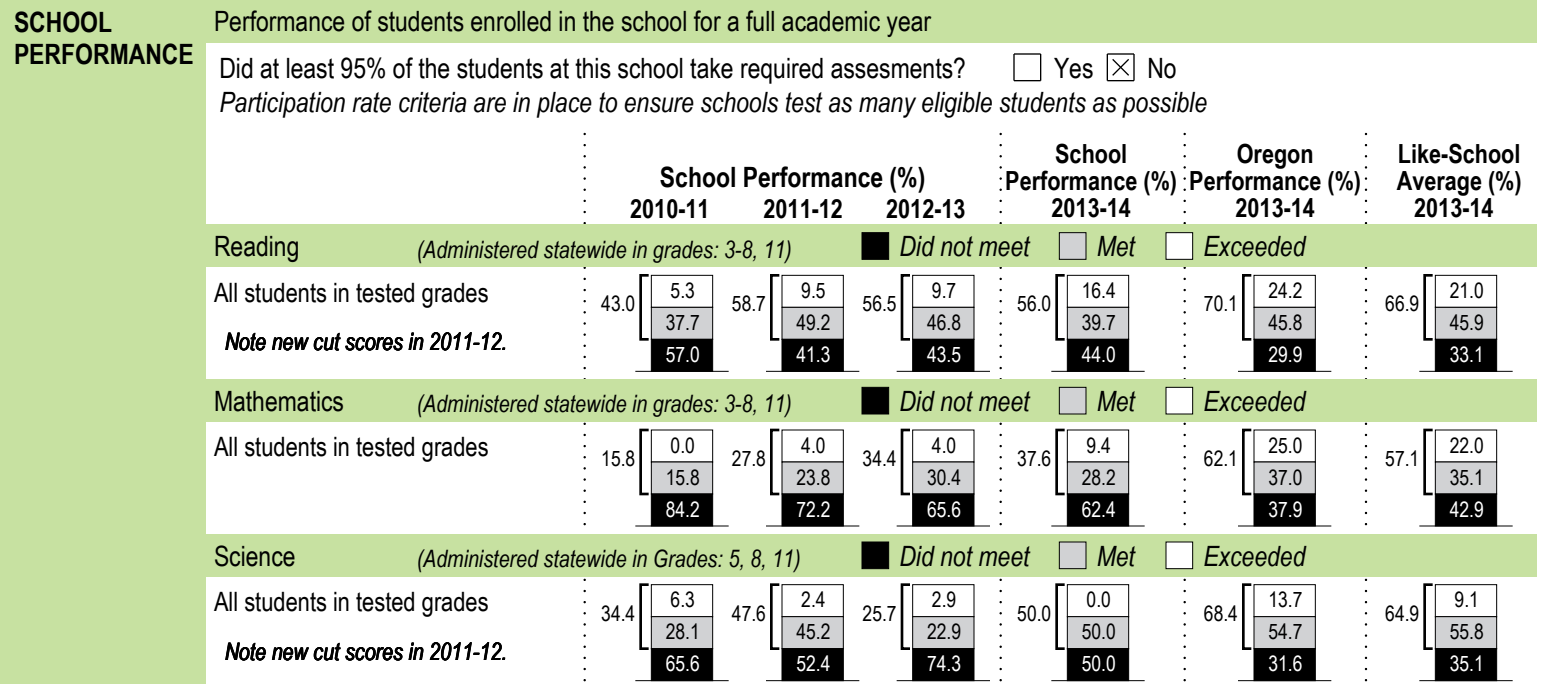 SCHOOL PERFORMANCE
Performance of students enrolled in the school for a full academic year
Did at least 95% of the students at this school take required assesments? Yes No
Participation rate criteria are in place to ensure schools test as many eligible students as possible
School Performance (%) 2010-11 2011-12 2012-13
School Performance (%) 2013-14
Oregon Performance (%) 2013-14
Like-School Average (%) 2013-14
Reading (Administered statewide in grades: 3-8, 11) Did not meet Met Exceeded
All students in tested grades
Note new cut scores in 2011-12.
43.0 5.3 37.7 57.0
58.7 9.5 49.2 41.3
56.5 9.7 46.8 43.5
56.0 16.4 39.7 44.0
70.1 24.2 45.8 29.9
66.9 21.0 45.9 33.1
Mathematics (Administered statewide in grades: 3-8, 11) Did not meet Met Exceeded
All students in tested grades
15.8 0.0 15.8 84.2
27.8 4.0 23.8 72.2
34.4 4.0 30.4 65.6
37.6 9.4 28.2 62.4
62.1 25.0 37.0 37.9
57.1 22.0 35.1 42.9
Science (Administered statewide in Grades: 5, 8, 11) Did not meet Met Exceeded
All students in tested grades
Note new cut scores in 2011-12.
34.4 6.3 28.1 65.6
47.6 2.4 45.2 52.4
25.7 2.9 22.9 74.3
50.0 0.0 50.0 50.0
68.4 13.7 54.7 31.6
64.9 9.1 55.8 35.1